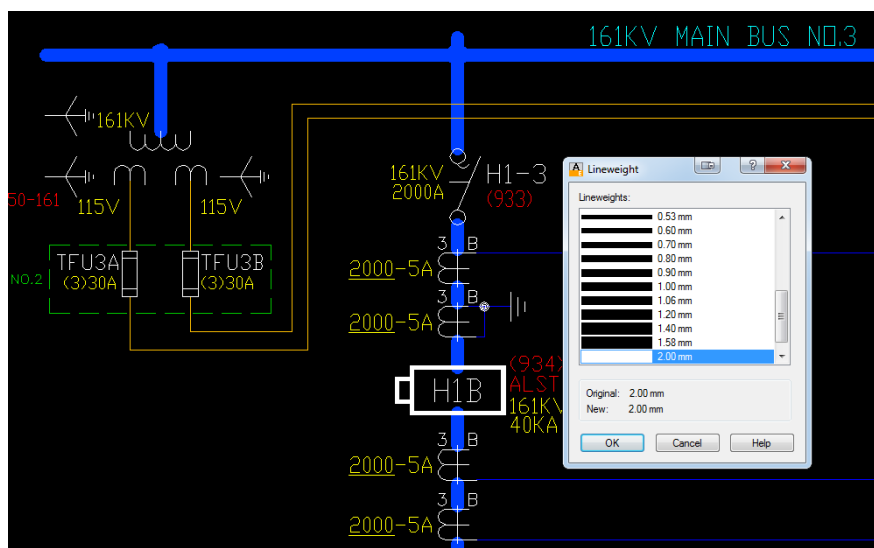 161KV MAIN BUS NO.3
161KV
115V
115V
50-161
TFU3A
(3)30A
TFU3B
(3)30A
NO.2
161KV
2000A
H1-3
(933)
3 B
2000-5A
3 B
2000-5A
H1B
(934)
ALST
161KV
40KA
3 B
2000-5A
3 B
2000-5A
Lineweight
Lineweights:
0.53 mm
0.60 mm
0.70 mm
0.80 mm
0.90 mm
1.00 mm
1.06 mm
1.20 mm
1.40 mm
1.58 mm
2.00 mm
Original: 2.00 mm
New: 2.00 mm
OK Cancel Help